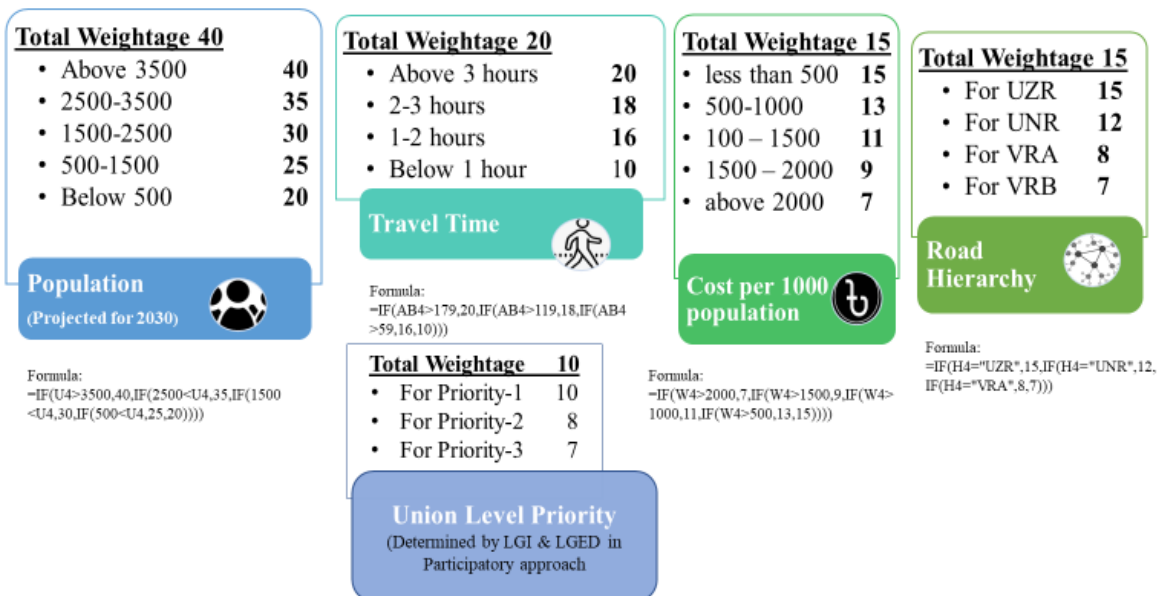 Total Weightage 40
• Above 3500 40
• 2500-3500 35
• 1500-2500 30
• 500-1500 25
• Below 500 20
Population
(Projected for 2030)
Formula:
=IF(U4>3500,40,IF(2500<U4,35,IF(1500
<U4,30,IF(500<U4,25,20))))
Total Weightage 20
• Above 3 hours 20
• 2-3 hours 18
• 1-2 hours 16
• Below 1 hour 10
Travel Time
Formula:
=IF(AB4>179,20,IF(AB4>119,18,IF(AB4
>59,16,10)))
Total Weightage 10
• For Priority-1 10
• For Priority-2 8
• For Priority-3 7
Union Level Priority
(Determined by LGI & LGED in
Participatory approach
Total Weightage 15
• less than 500 15
• 500-1000 13
• 100 – 1500 11
• 1500 – 2000 9
• above 2000 7
Cost per 1000
population
৳
Formula:
=IF(W4>2000,7,IF(W4>1500,9,IF(W4>
1000,11,IF(W4>500,13,15))))
Total Weightage 15
• For UZR 15
• For UNR 12
• For VRA 8
• For VRB 7
Road
Hierarchy
Formula:
=IF(H4="UZR",15,IF(H4="UNR",12,
IF(H4="VRA",8,7)))